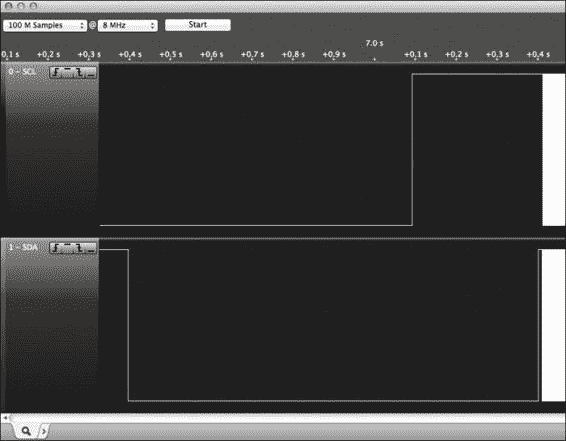 100 M Samples @ 8 MHz Start
7.0 s
0,1 s +0,2 s +0,3 s +0,4 s +0,5 s +0,6 s +0,7 s +0,8 s +0,9 s +0,1 s +0,2 s +0,3 s +0,4 s
0 - SCL
1 - SDA